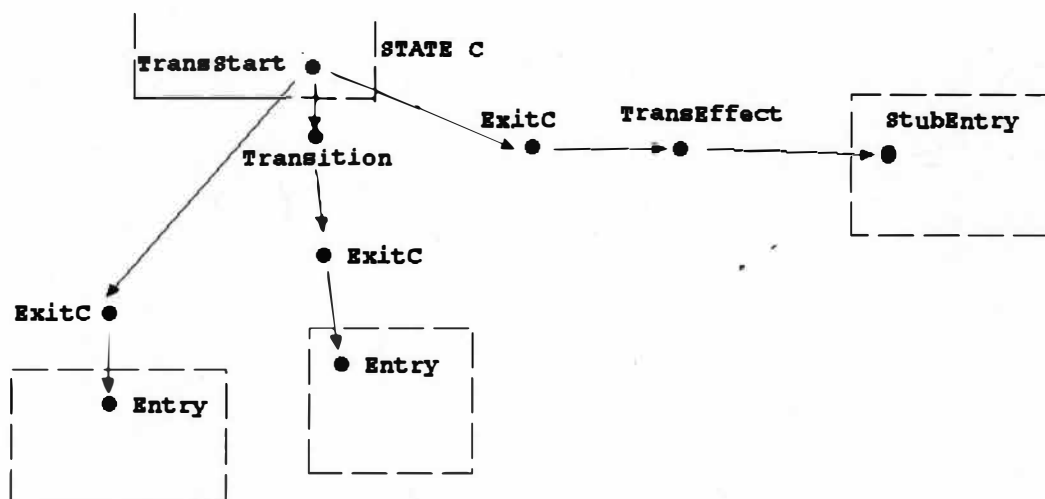 STATE C
TransStart
ExitC
TransEffect
StubEntry
Transition
ExitC
ExitC
Entry
Entry